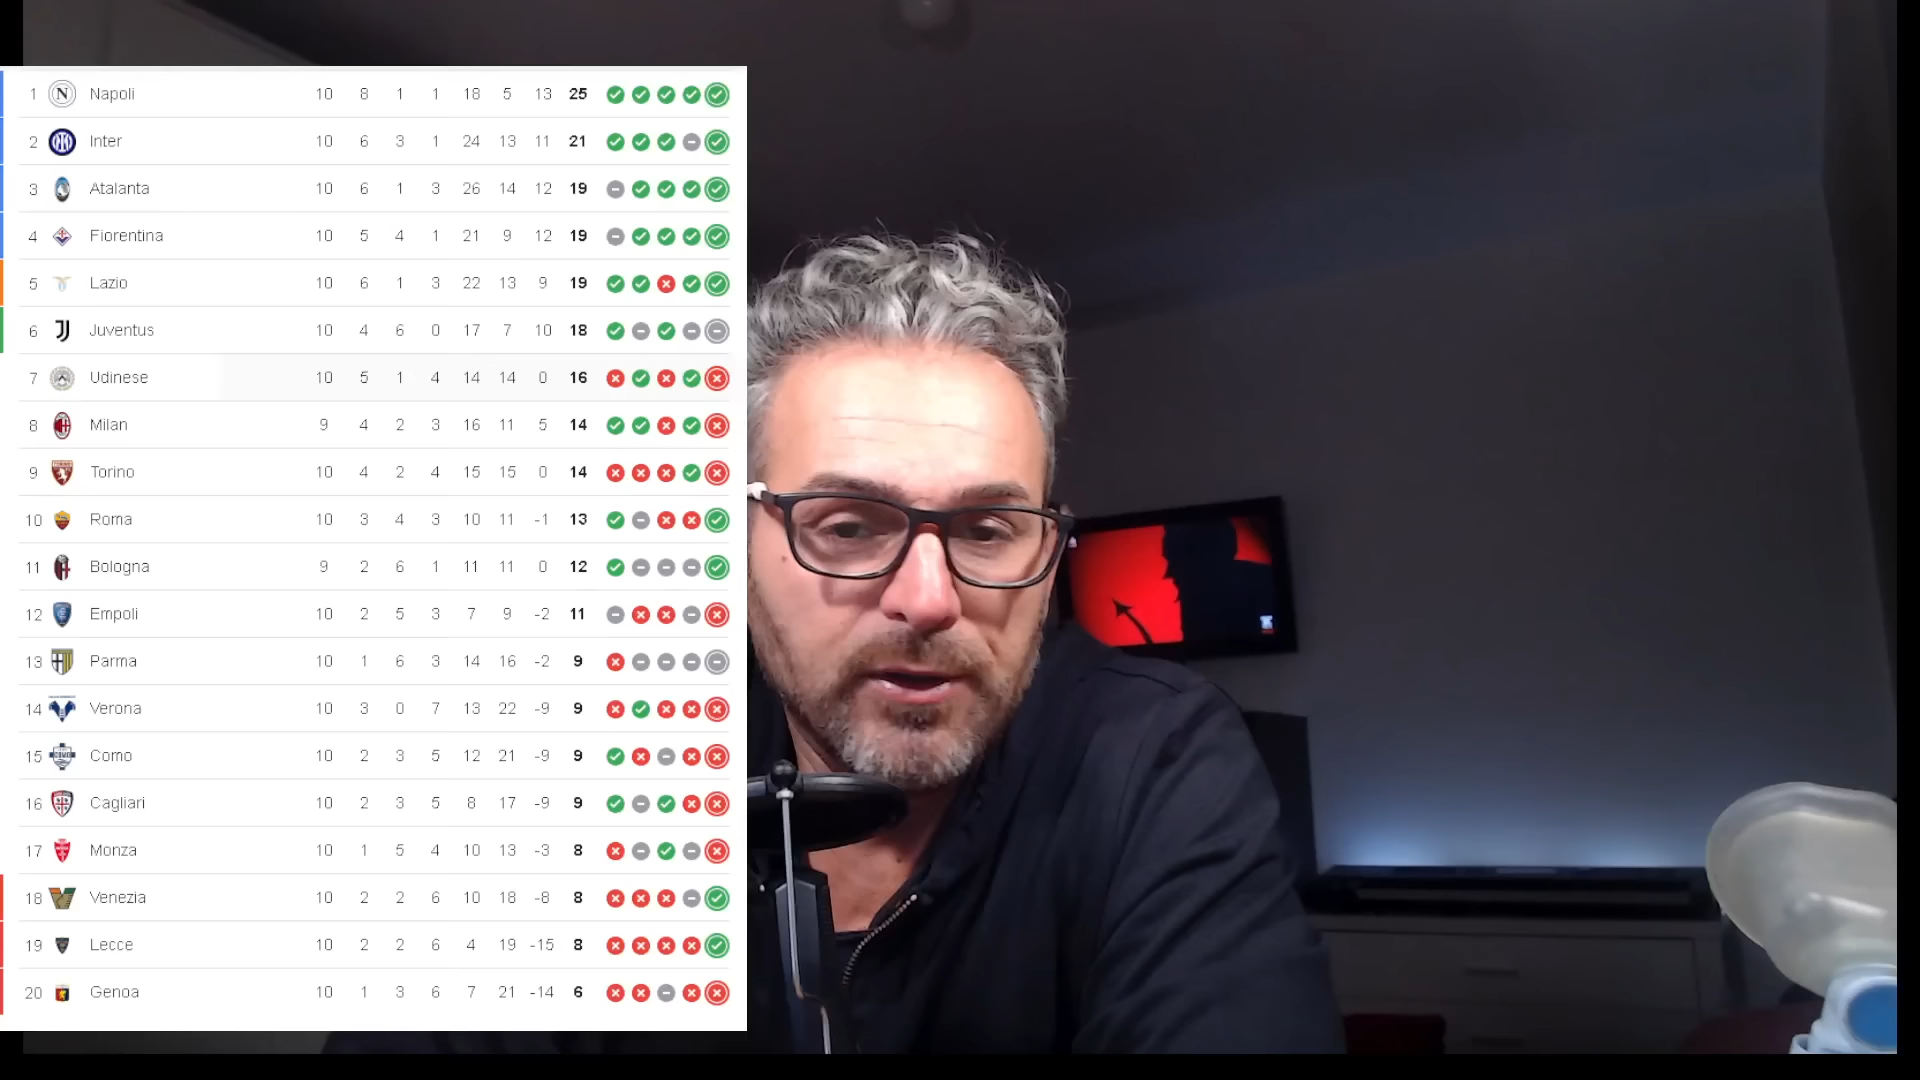 1 Napoli 10 8 1 1 18 5 13 25
2 Inter 10 6 3 1 24 13 11 21
3 Atalanta 10 6 1 3 26 14 12 19
4 Fiorentina 10 5 4 1 21 9 12 19
5 Lazio 10 6 1 3 22 13 9 19
6 Juventus 10 4 6 0 17 7 10 18
7 Udinese 10 5 1 4 14 14 0 16
8 Milan 9 4 2 3 16 11 5 14
9 Torino 10 4 2 4 15 15 0 14
10 Roma 10 3 4 3 10 11 -1 13
11 Bologna 9 2 6 1 11 11 0 12
12 Empoli 10 2 5 3 7 9 -2 11
13 Parma 10 1 6 3 14 16 -2 9
14 Verona 10 3 0 7 13 22 -9 9
15 Como 10 2 3 5 12 21 -9 9
16 Cagliari 10 2 3 5 8 17 -9 9
17 Monza 10 1 5 4 10 13 -3 8
18 Venezia 10 2 2 6 10 18 -8 8
19 Lecce 10 2 2 6 4 19 -15 8
20 Genoa 10 1 3 6 7 21 -14 6